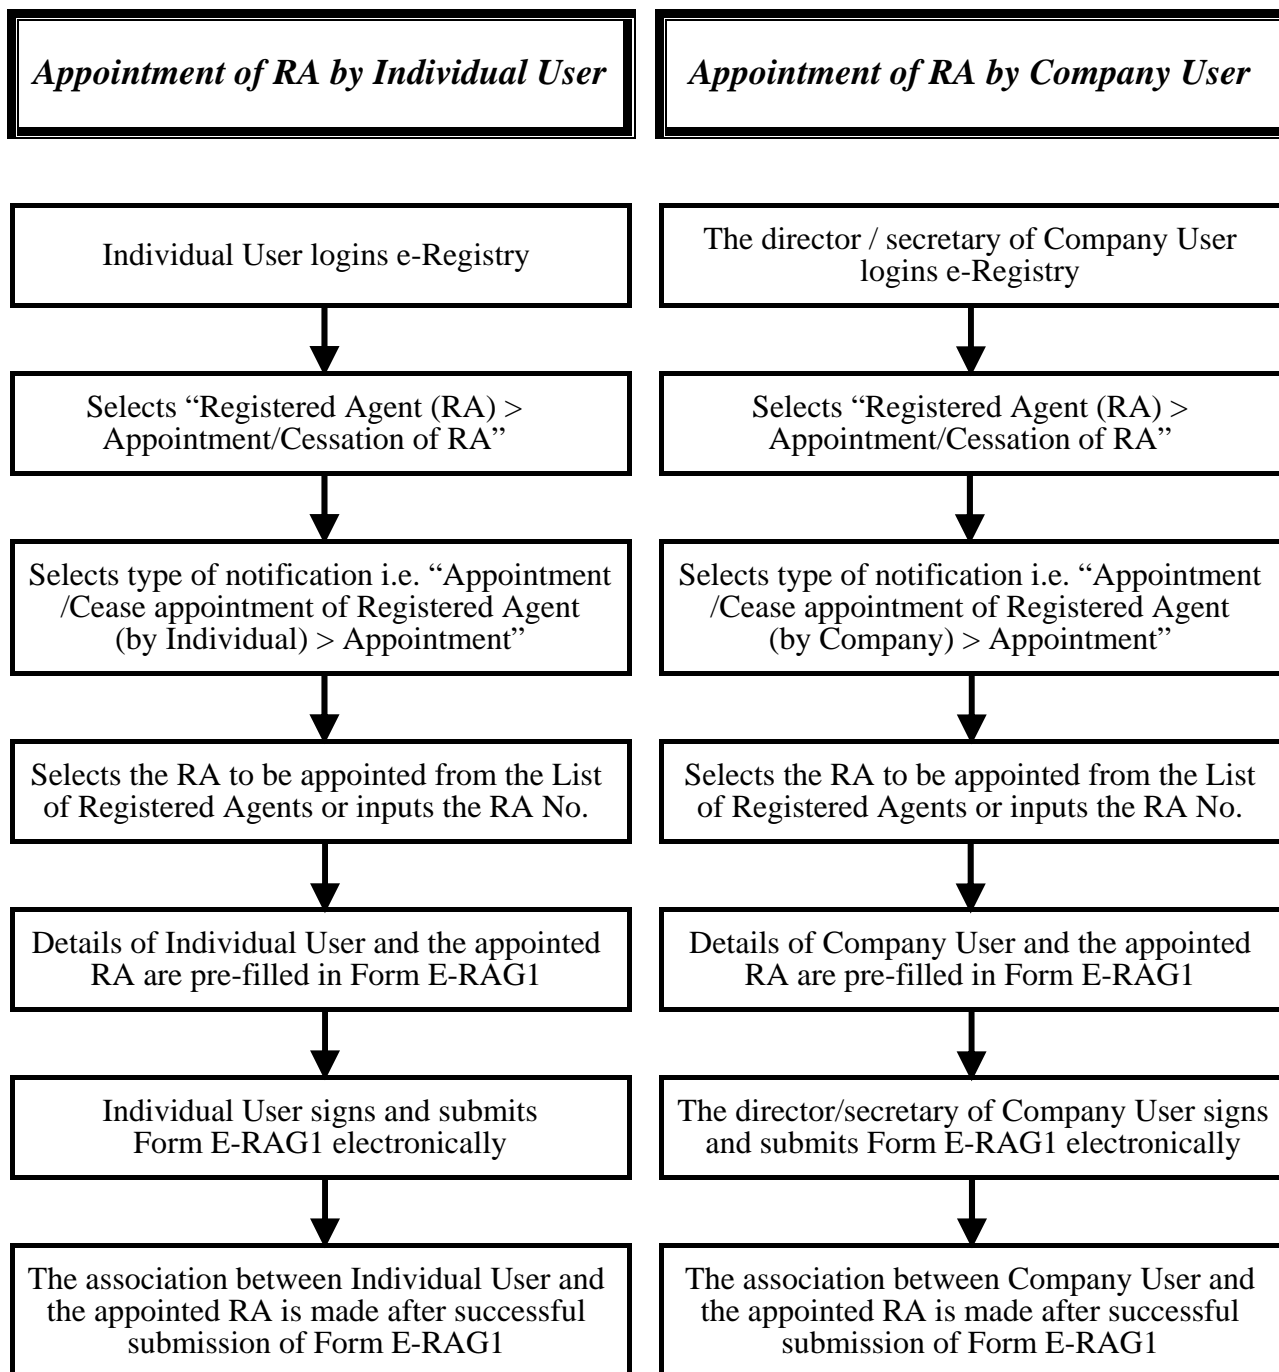 Appointment of RA by Individual User
Individual User logins e-Registry
Selects “Registered Agent (RA) >
Appointment/Cessation of RA”
Selects type of notification i.e. “Appointment
/Cease appointment of Registered Agent
(by Individual) > Appointment”
Selects the RA to be appointed from the List
of Registered Agents or inputs the RA No.
Details of Individual User and the appointed
RA are pre-filled in Form E-RAG1
Individual User signs and submits
Form E-RAG1 electronically
The association between Individual User and
the appointed RA is made after successful
submission of Form E-RAG1
Appointment of RA by Company User
The director / secretary of Company User
logins e-Registry
Selects “Registered Agent (RA) >
Appointment/Cessation of RA”
Selects type of notification i.e. “Appointment
/Cease appointment of Registered Agent
(by Company) > Appointment”
Selects the RA to be appointed from the List
of Registered Agents or inputs the RA No.
Details of Company User and the appointed
RA are pre-filled in Form E-RAG1
The director/secretary of Company User signs
and submits Form E-RAG1 electronically
The association between Company User and
the appointed RA is made after successful
submission of Form E-RAG1